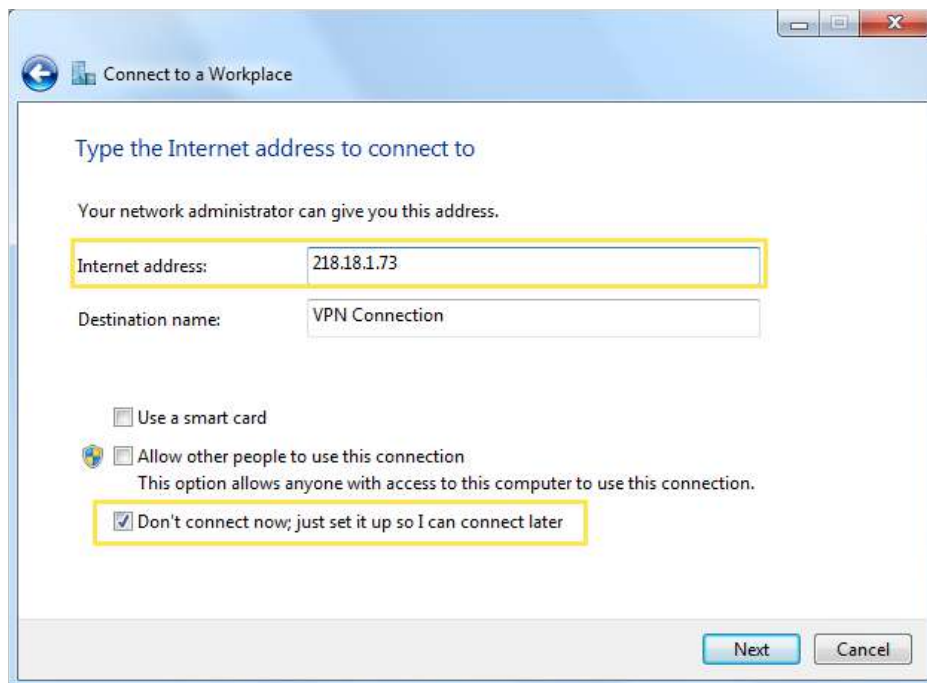 Connect to a Workplace
Type the Internet address to connect to
Your network administrator can give you this address.
Internet address: 218.18.1.73
Destination name: VPN Connection
Use a smart card
Allow other people to use this connection
This option allows anyone with access to this computer to use this connection.
Don't connect now; just set it up so I can connect later
Next Cancel